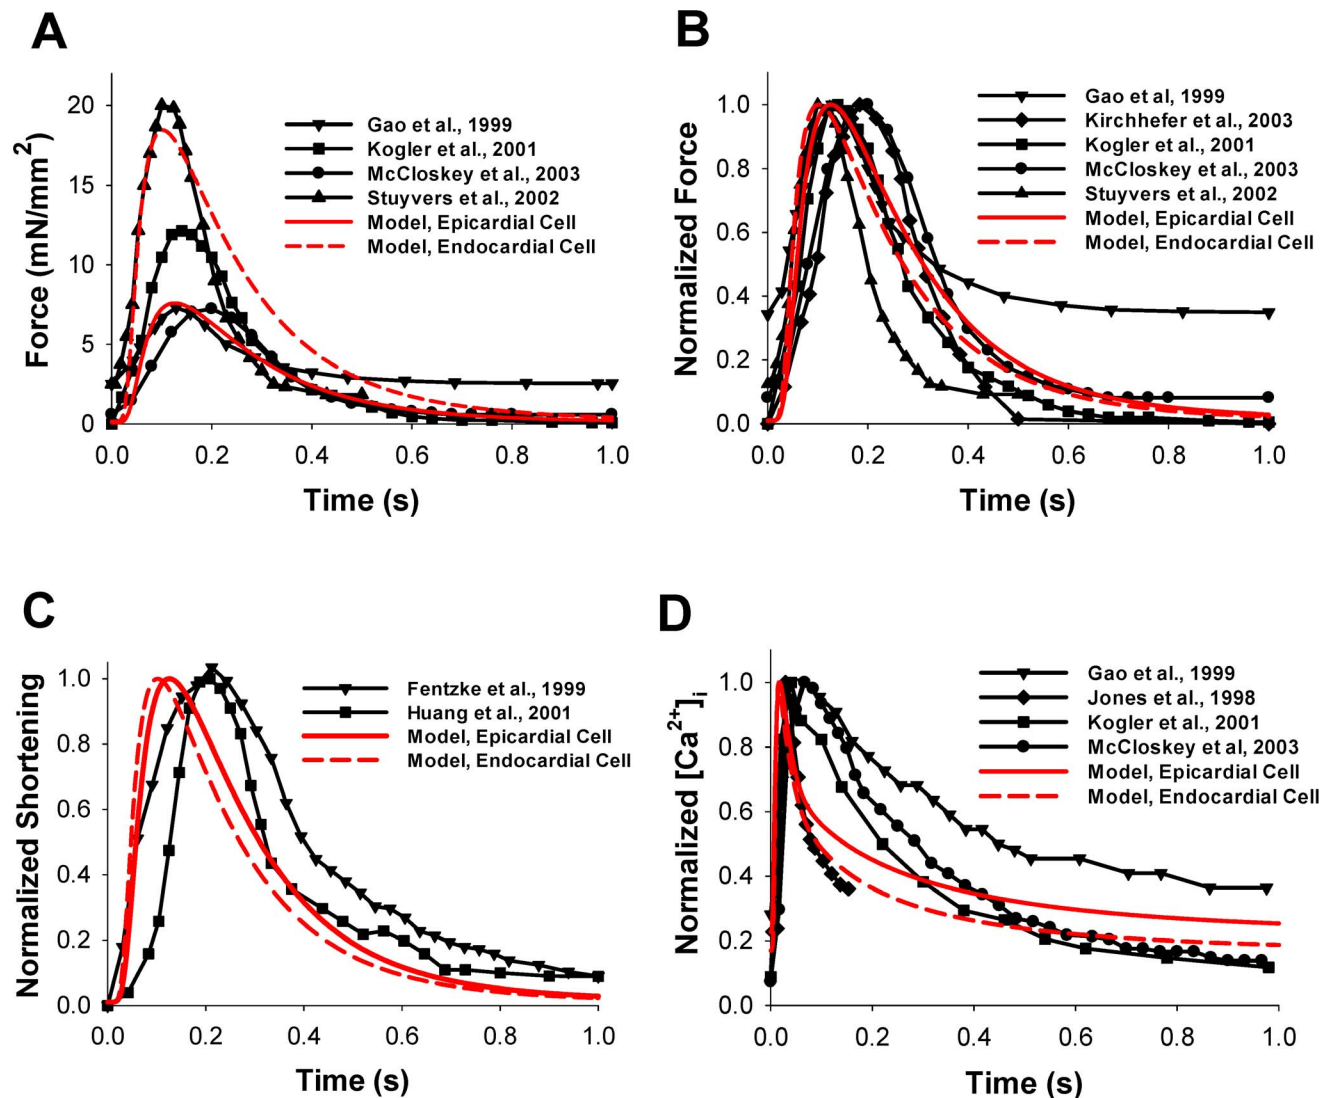 A
Force (mN/mm²)
20
15
10
5
0
Gao et al., 1999
Kogler et al., 2001
McCloskey et al., 2003
Stuyvers et al., 2002
Model, Epicardial Cell
Model, Endocardial Cell
0.0 0.2 0.4 0.6 0.8 1.0
Time (s)
B
Normalized Force
1.0
0.8
0.6
0.4
0.2
0.0
Gao et al, 1999
Kirchhefer et al, 2003
Kogler et al., 2001
McCloskey et al., 2003
Stuyvers et al., 2002
Model, Epicardial Cell
Model, Endocardial Cell
0.0 0.2 0.4 0.6 0.8 1.0
Time (s)
C
Normalized Shortening
1.0
0.8
0.6
0.4
0.2
0.0
Fentzke et al., 1999
Huang et al., 2001
Model, Epicardial Cell
Model, Endocardial Cell
0.0 0.2 0.4 0.6 0.8 1.0
Time (s)
D
Normalized [Ca²⁺]ᵢ
1.0
0.8
0.6
0.4
0.2
0.0
Gao et al., 1999
Jones et al., 1998
Kogler et al., 2001
McCloskey et al, 2003
Model, Epicardial Cell
Model, Endocardial Cell
0.0 0.2 0.4 0.6 0.8 1.0
Time (s)